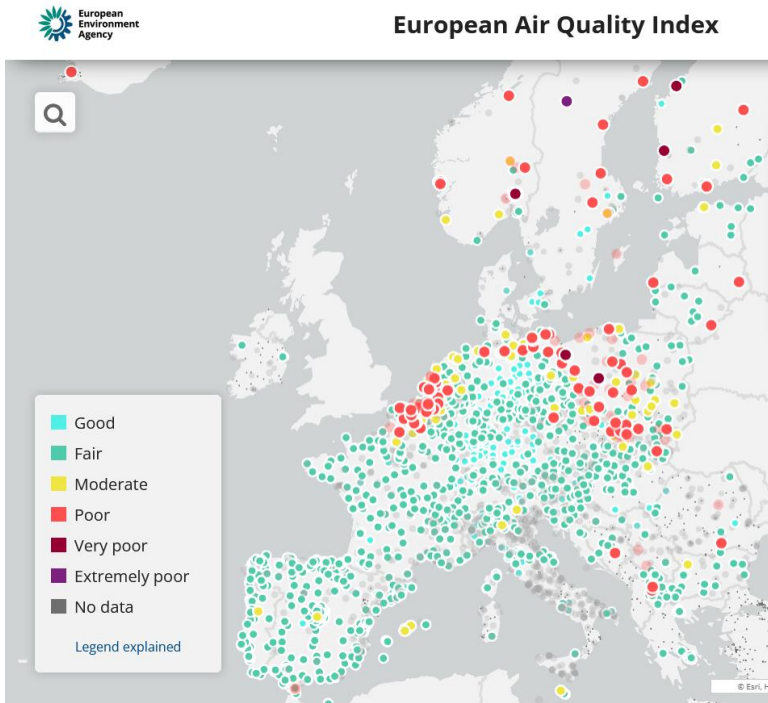 European
Environment
Agency
European Air Quality Index
Good
Fair
Moderate
Poor
Very poor
Extremely poor
No data
Legend explained
© Esri, H